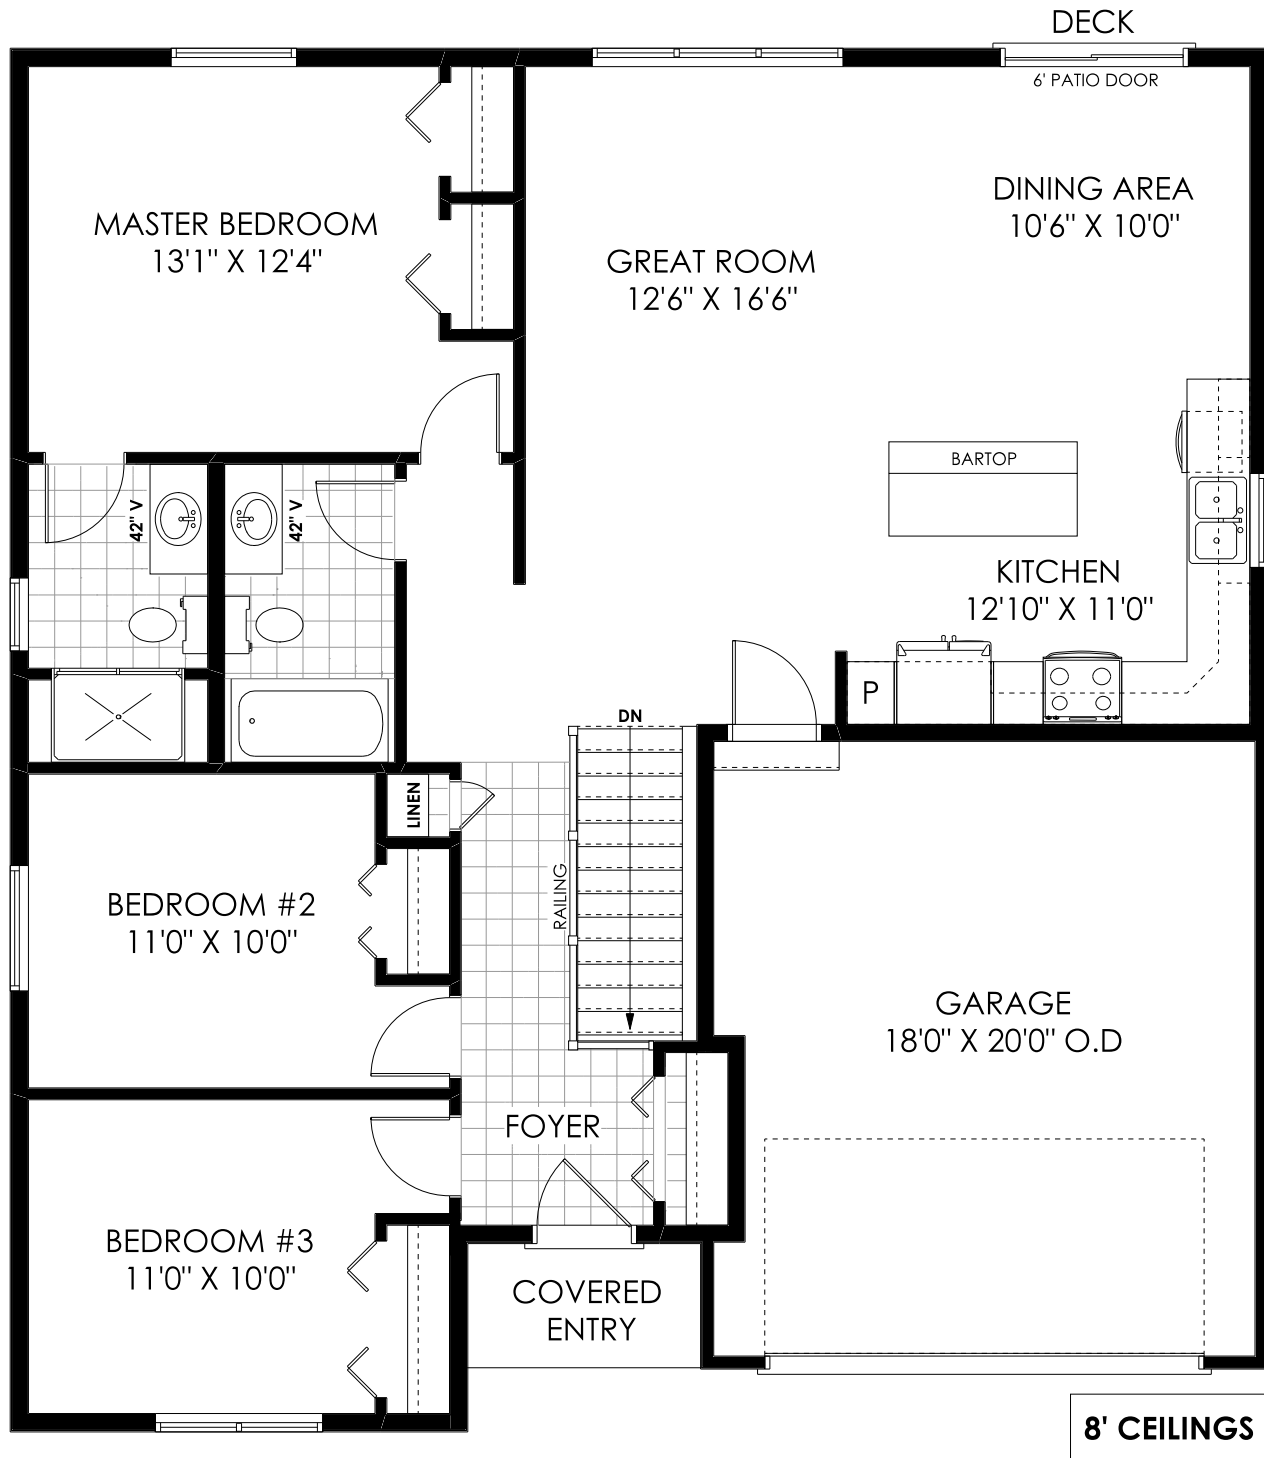 DECK
6' PATIO DOOR
MASTER BEDROOM
13'1" X 12'4"
GREAT ROOM
12'6" X 16'6"
DINING AREA
10'6" X 10'0"
BARTOP
42" V
42" V
KITCHEN
12'10" X 11'0"
P
DN
LINEN
RAILING
BEDROOM #2
11'0" X 10'0"
GARAGE
18'0" X 20'0" O.D
FOYER
BEDROOM #3
11'0" X 10'0"
COVERED
ENTRY
8' CEILINGS